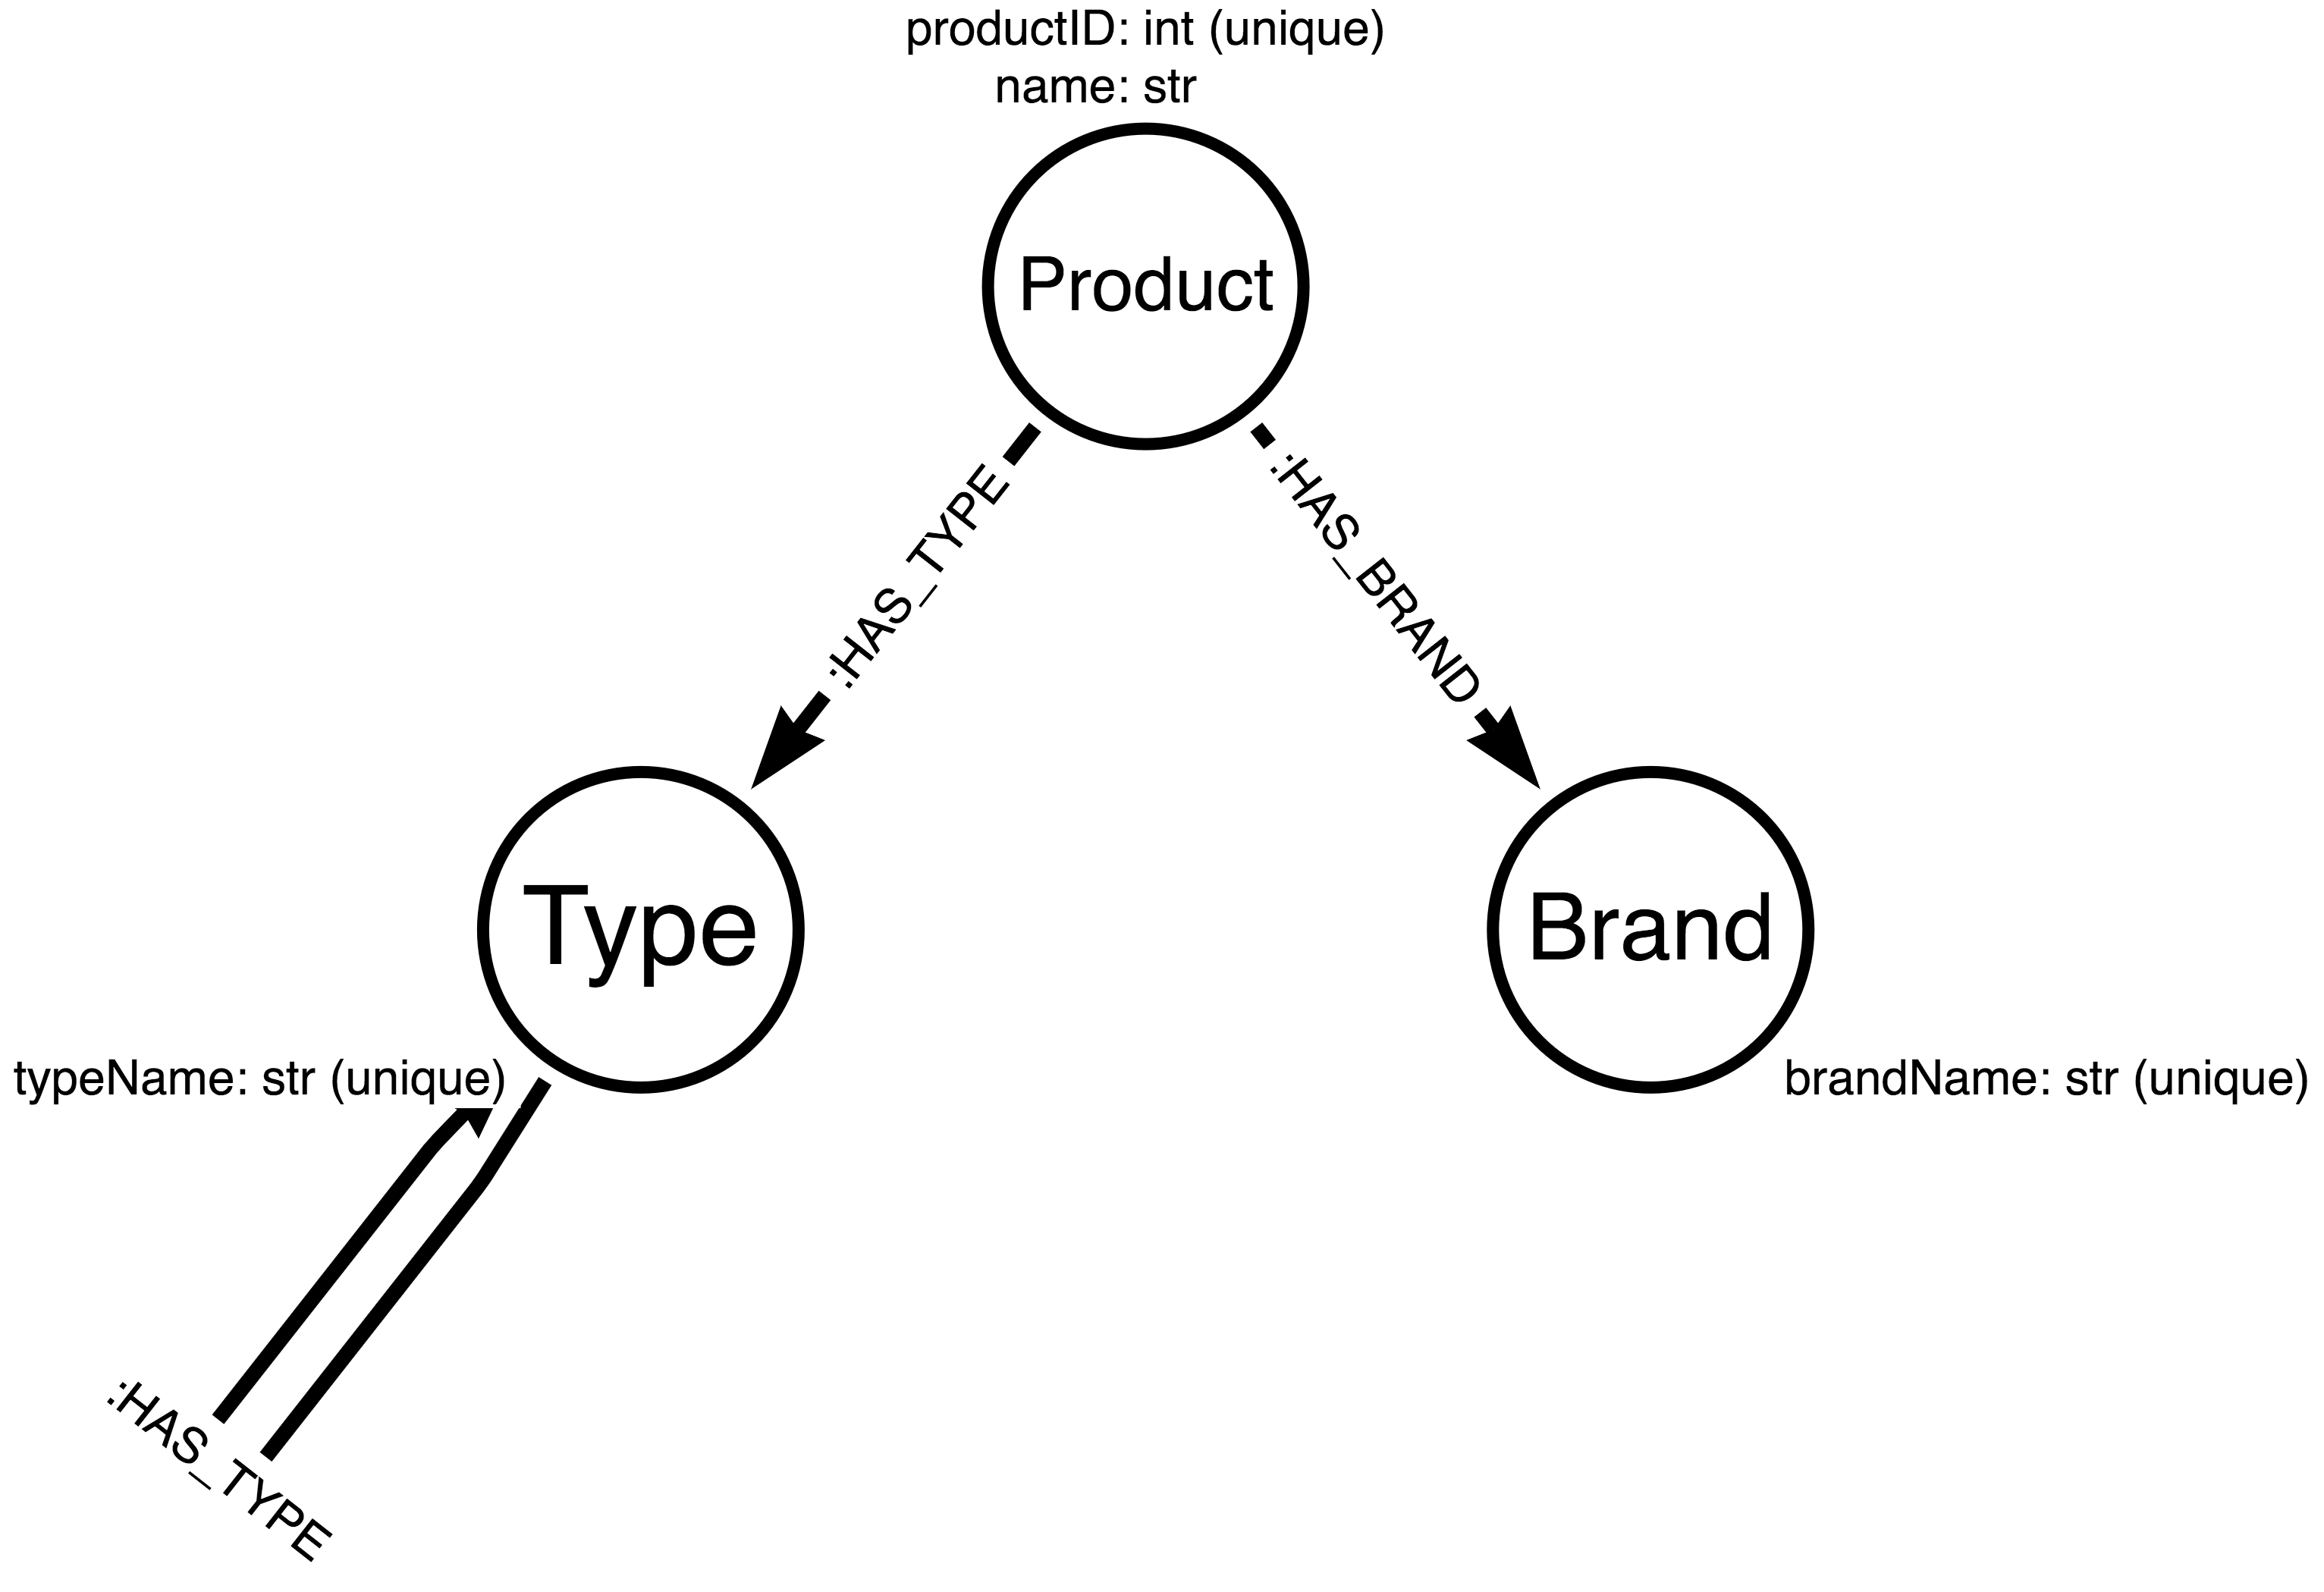 productID: int (unique)
name: str
Product
:HAS_TYPE
:HAS_BRAND
Type
Brand
typeName: str (unique)
brandName: str (unique)
:HAS_TYPE